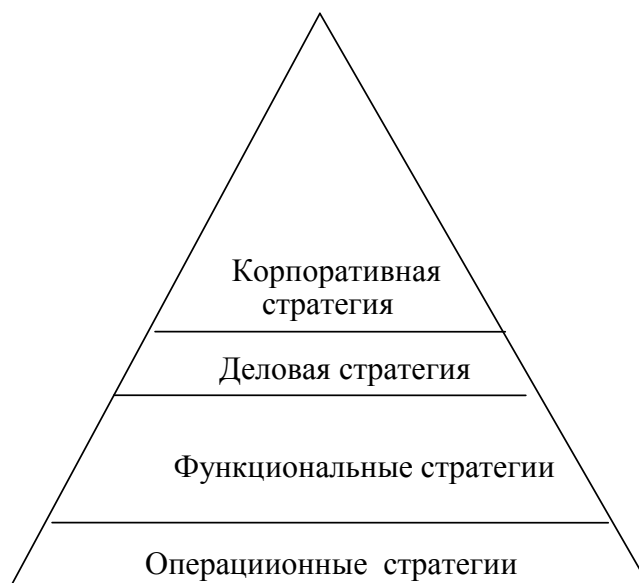 Корпоративная
стратегия
Деловая стратегия
Функциональные стратегии
Операциионные стратегии